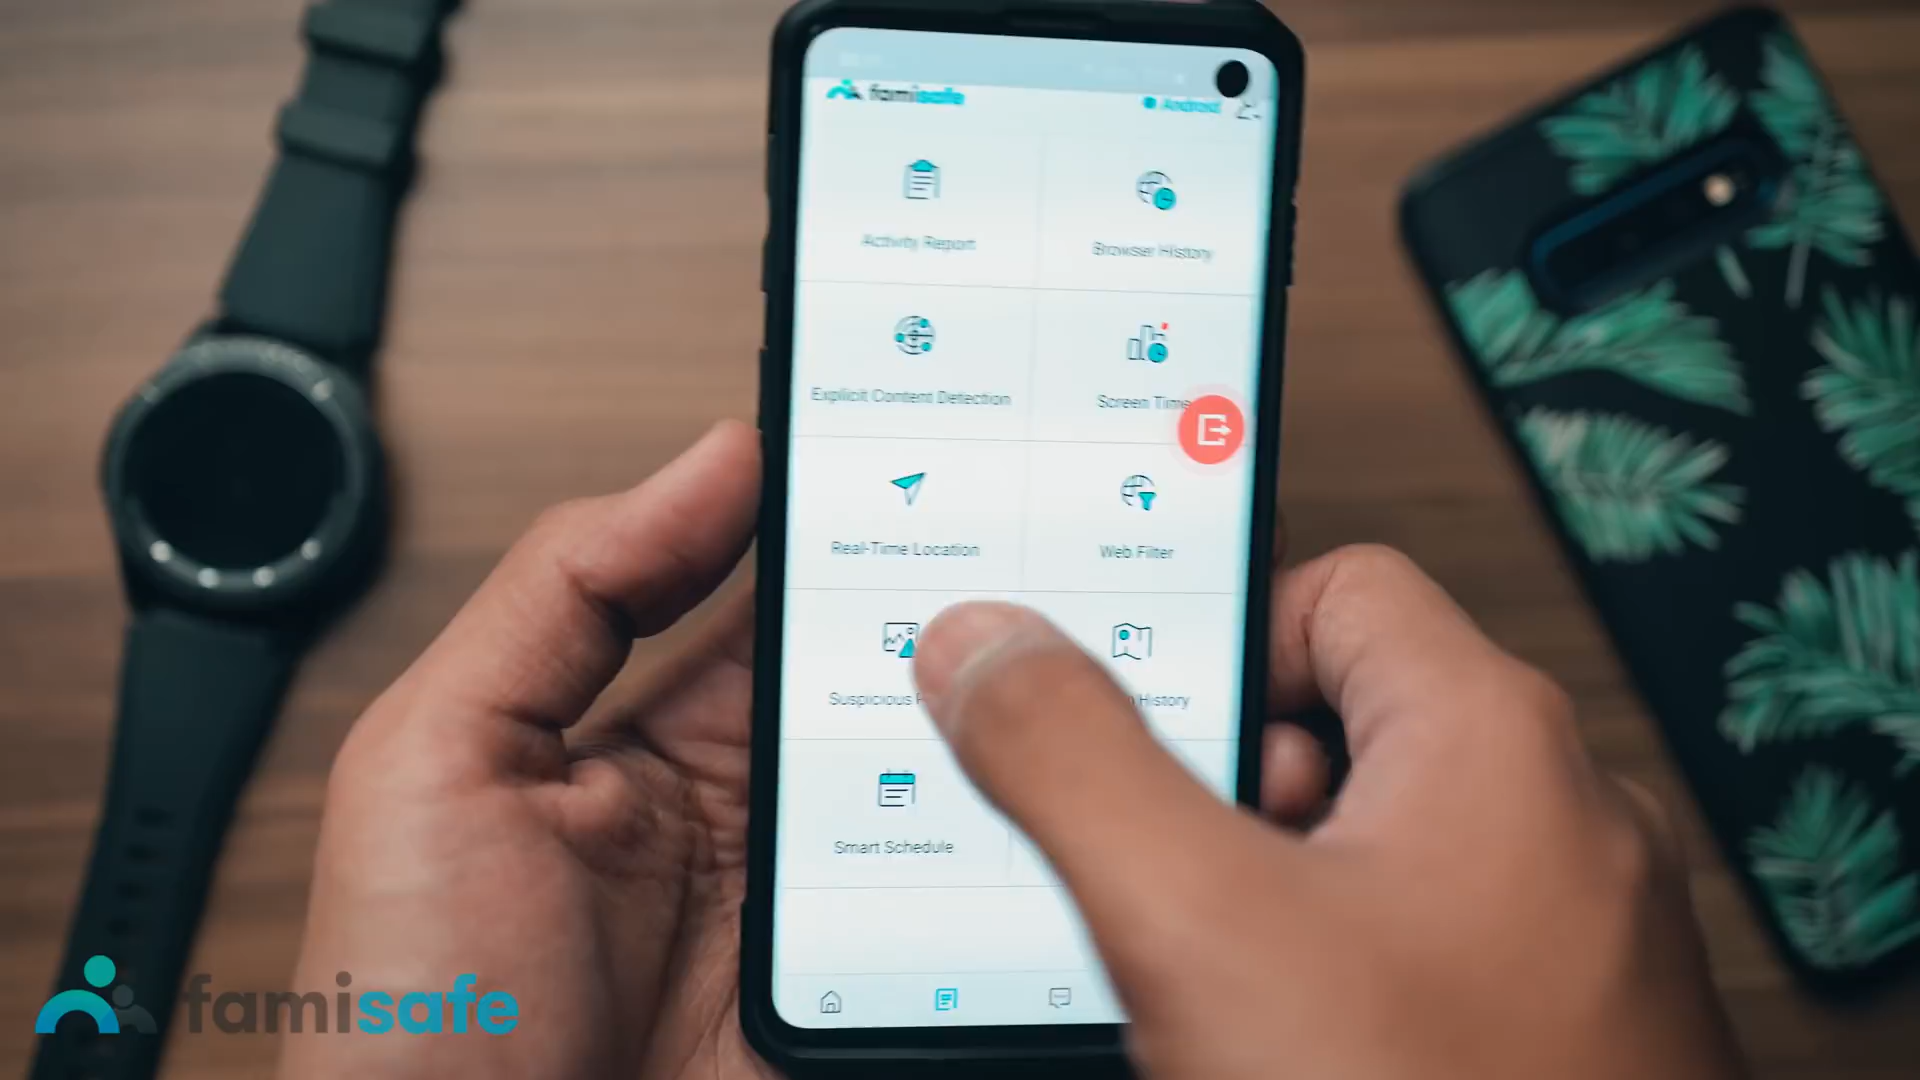 famisafe
Android
Activity Report
Browser History
Explicit Content Detection
Screen Time
Real-Time Location
Web Filter
Suspicious
History
Smart Schedule
famisafe